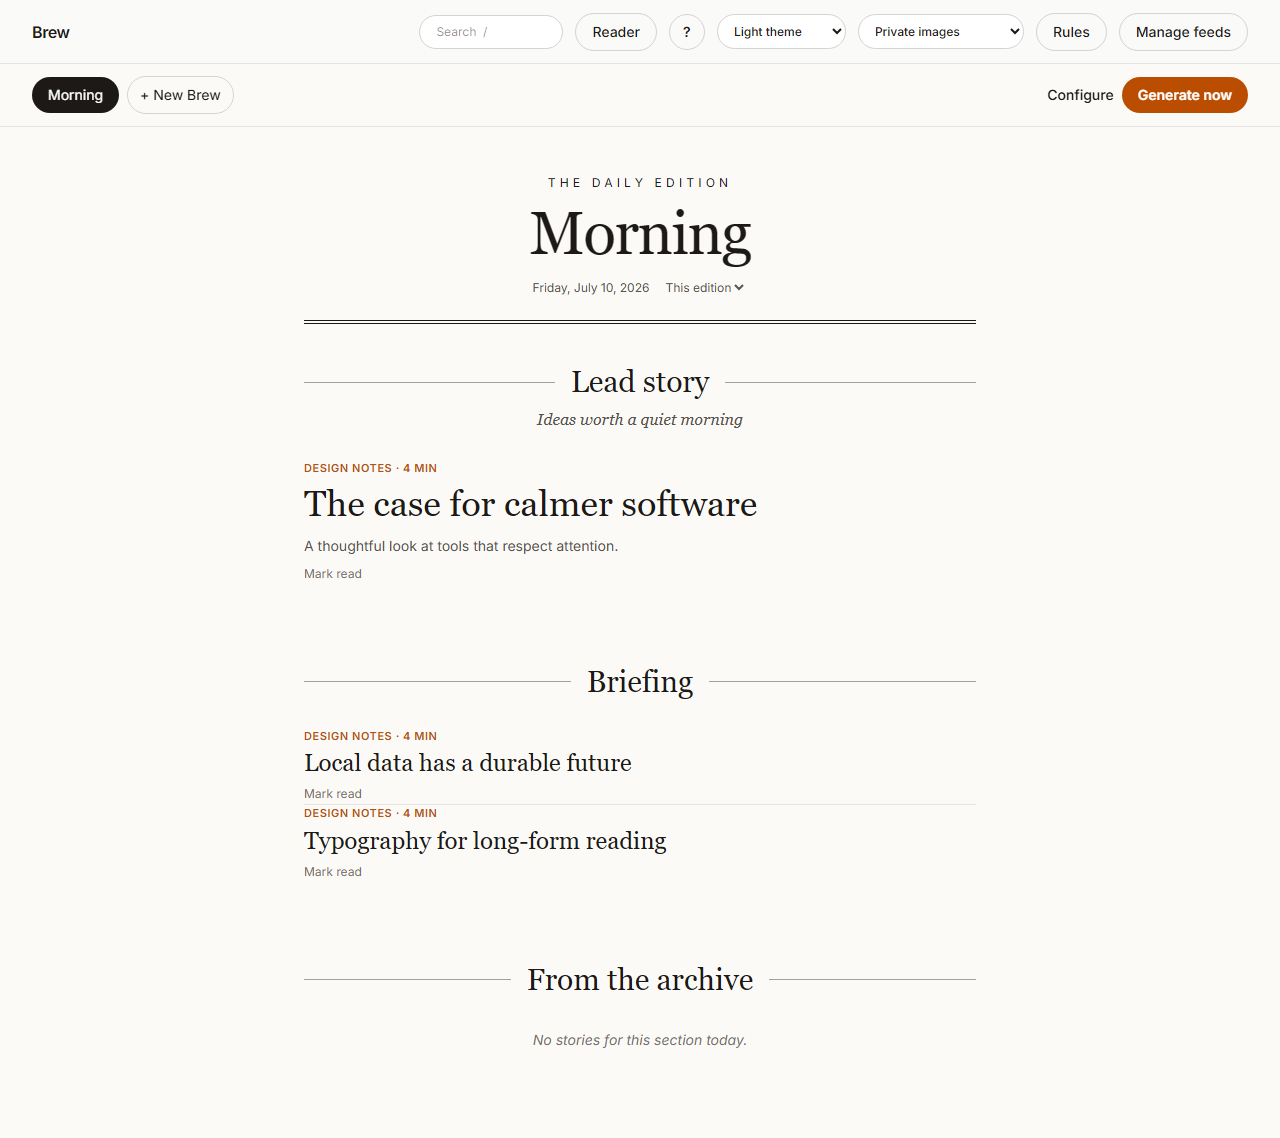 Brew
Search /
Reader
?
Light theme
Private images
Rules
Manage feeds
Morning
+ New Brew
Configure
Generate now
THE DAILY EDITION
Morning
Friday, July 10, 2026
This edition
Lead story
Ideas worth a quiet morning
DESIGN NOTES · 4 MIN
The case for calmer software
A thoughtful look at tools that respect attention.
Mark read
Briefing
DESIGN NOTES · 4 MIN
Local data has a durable future
Mark read
DESIGN NOTES · 4 MIN
Typography for long-form reading
Mark read
From the archive
No stories for this section today.